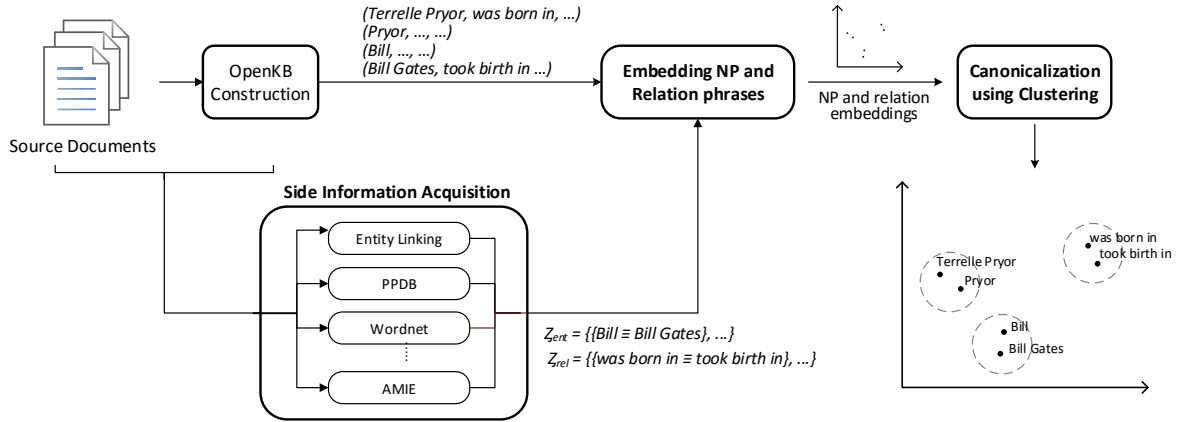 (Terrelle Pryor, was born in, ...)
(Pryor, ..., ...)
(Bill, ..., ...)
(Bill Gates, took birth in ...)
OpenKB
Construction
Embedding NP and
Relation phrases
Canonicalization
using Clustering
NP and relation
embeddings
Source Documents
Side Information Acquisition
Entity Linking
PPDB
Wordnet
AMIE
Zent = {{Bill ≡ Bill Gates}, ...}
Zrel = {{was born in ≡ took birth in}, ...}
was born in
took birth in
Terrelle Pryor
Pryor
Bill
Bill Gates